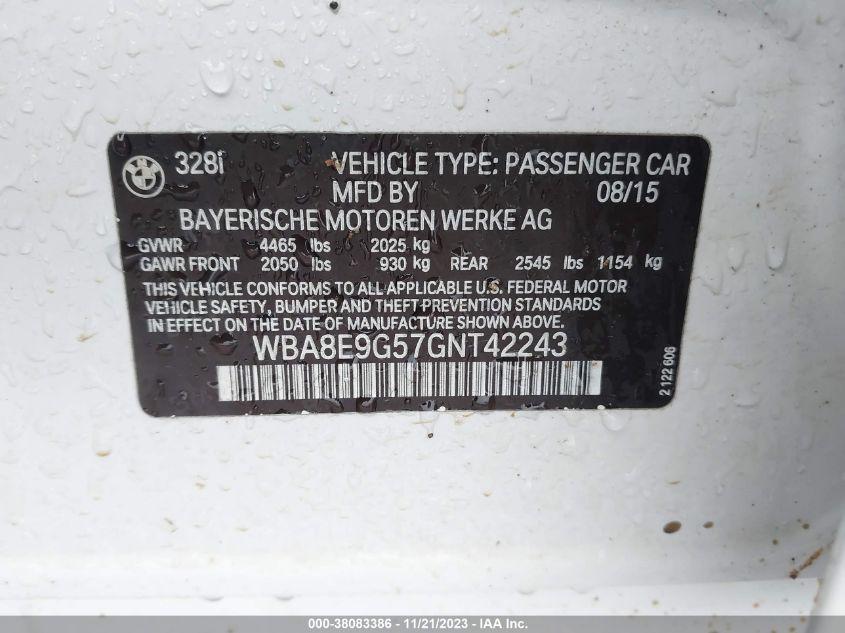 328i VEHICLE TYPE: PASSENGER CAR
MFD BY 08/15
BAYERISCHE MOTOREN WERKE AG
GVWR 4465 lbs 2025 kg
GAWR FRONT 2050 lbs 930 kg REAR 2545 lbs 1154 kg
THIS VEHICLE CONFORMS TO ALL APPLICABLE U.S. FEDERAL MOTOR
VEHICLE SAFETY, BUMPER AND THEFT PREVENTION STANDARDS
IN EFFECT ON THE DATE OF MANUFACTURE SHOWN ABOVE.
WBA8E9G57GNT42243
2 122 606
000-38083386 - 11/21/2023 - IAA Inc.